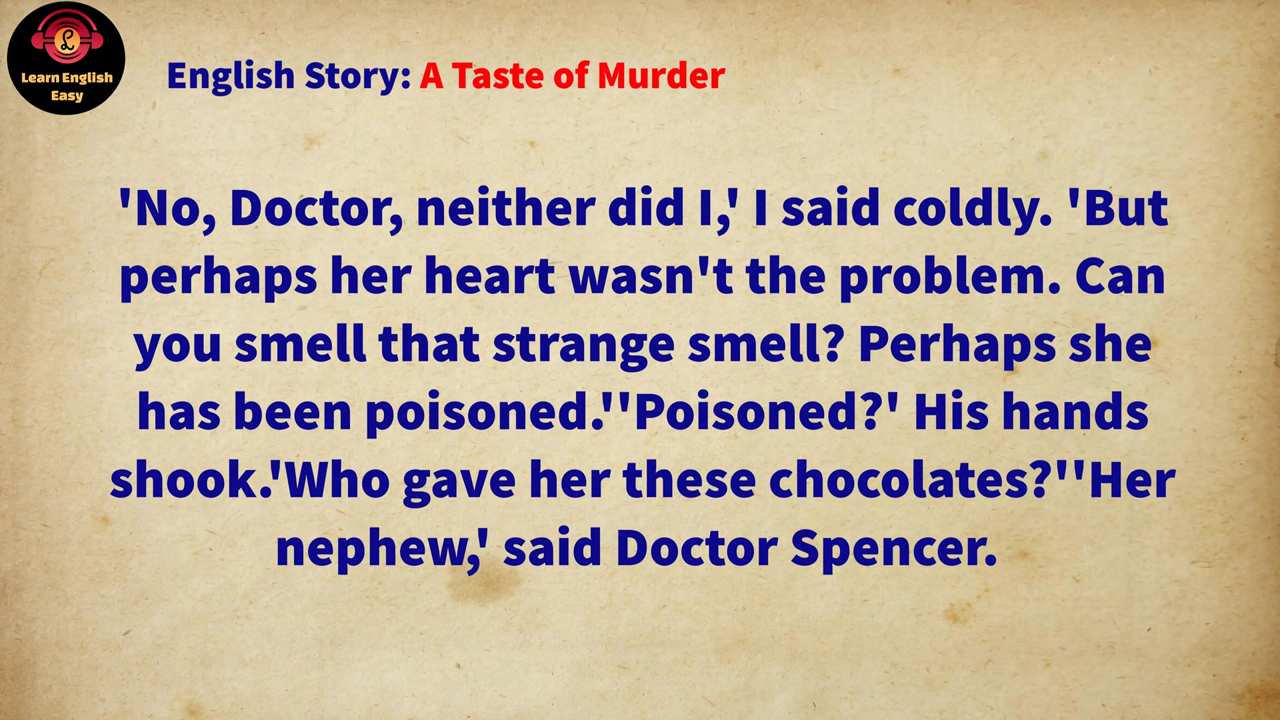 Learn English
Easy
English Story: A Taste of Murder
'No, Doctor, neither did I,' I said coldly. 'But
perhaps her heart wasn't the problem. Can
you smell that strange smell? Perhaps she
has been poisoned.''Poisoned?' His hands
shook.'Who gave her these chocolates?''Her
nephew,' said Doctor Spencer.